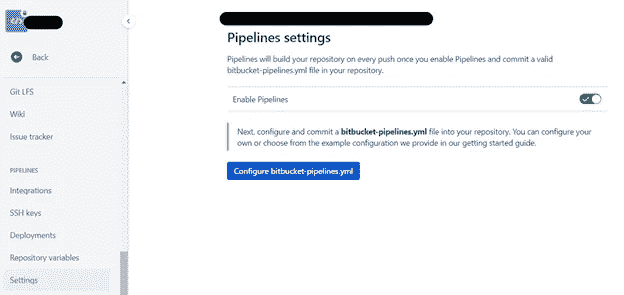 Back
Git LFS
Wiki
Issue tracker
PIPELINES
Integrations
SSH keys
Deployments
Repository variables
Settings
Pipelines settings
Pipelines will build your repository on every push once you enable Pipelines and commit a valid
bitbucket-pipelines.yml file in your repository.
Enable Pipelines
Next, configure and commit a bitbucket-pipelines.yml file into your repository. You can configure your
own or choose from the example configuration we provide in our getting started guide.
Configure bitbucket-pipelines.yml